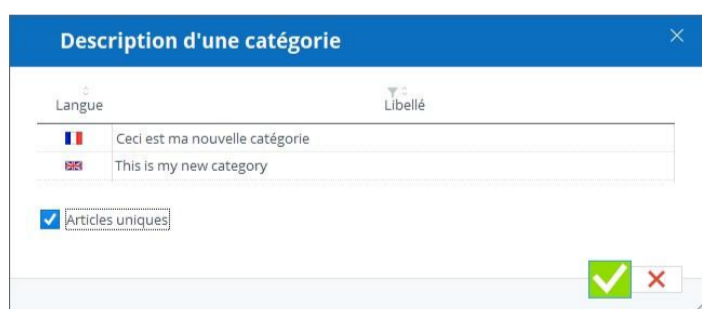 Description d'une catégorie
Langue Libellé
Ceci est ma nouvelle catégorie
This is my new category
Articles uniques